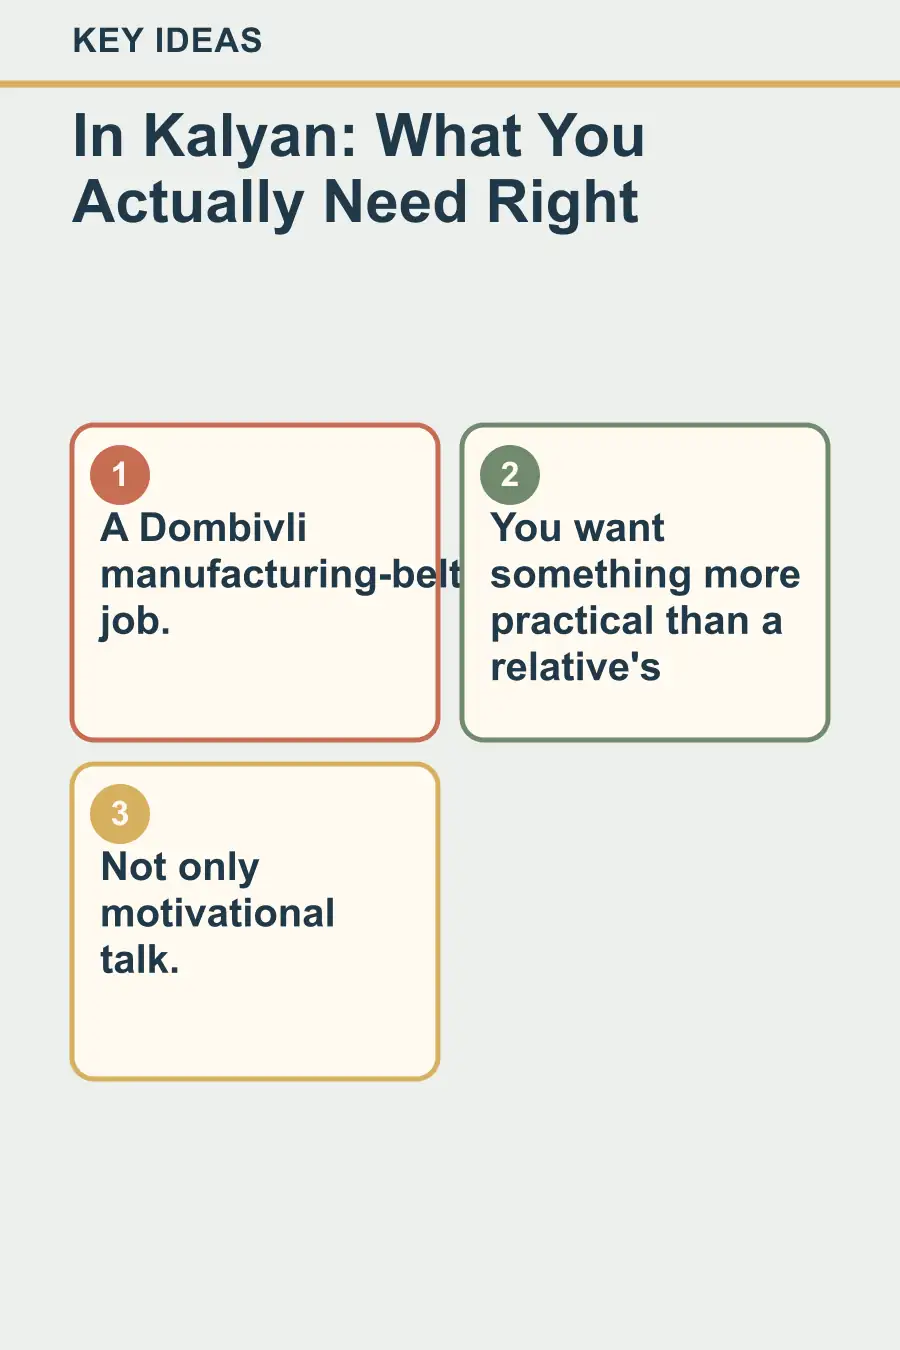 KEY IDEAS
In Kalyan: What You
Actually Need Right
1
A Dombivli
manufacturing-belt
job.
2
You want
something more
practical than a
relative's
3
Not only
motivational
talk.